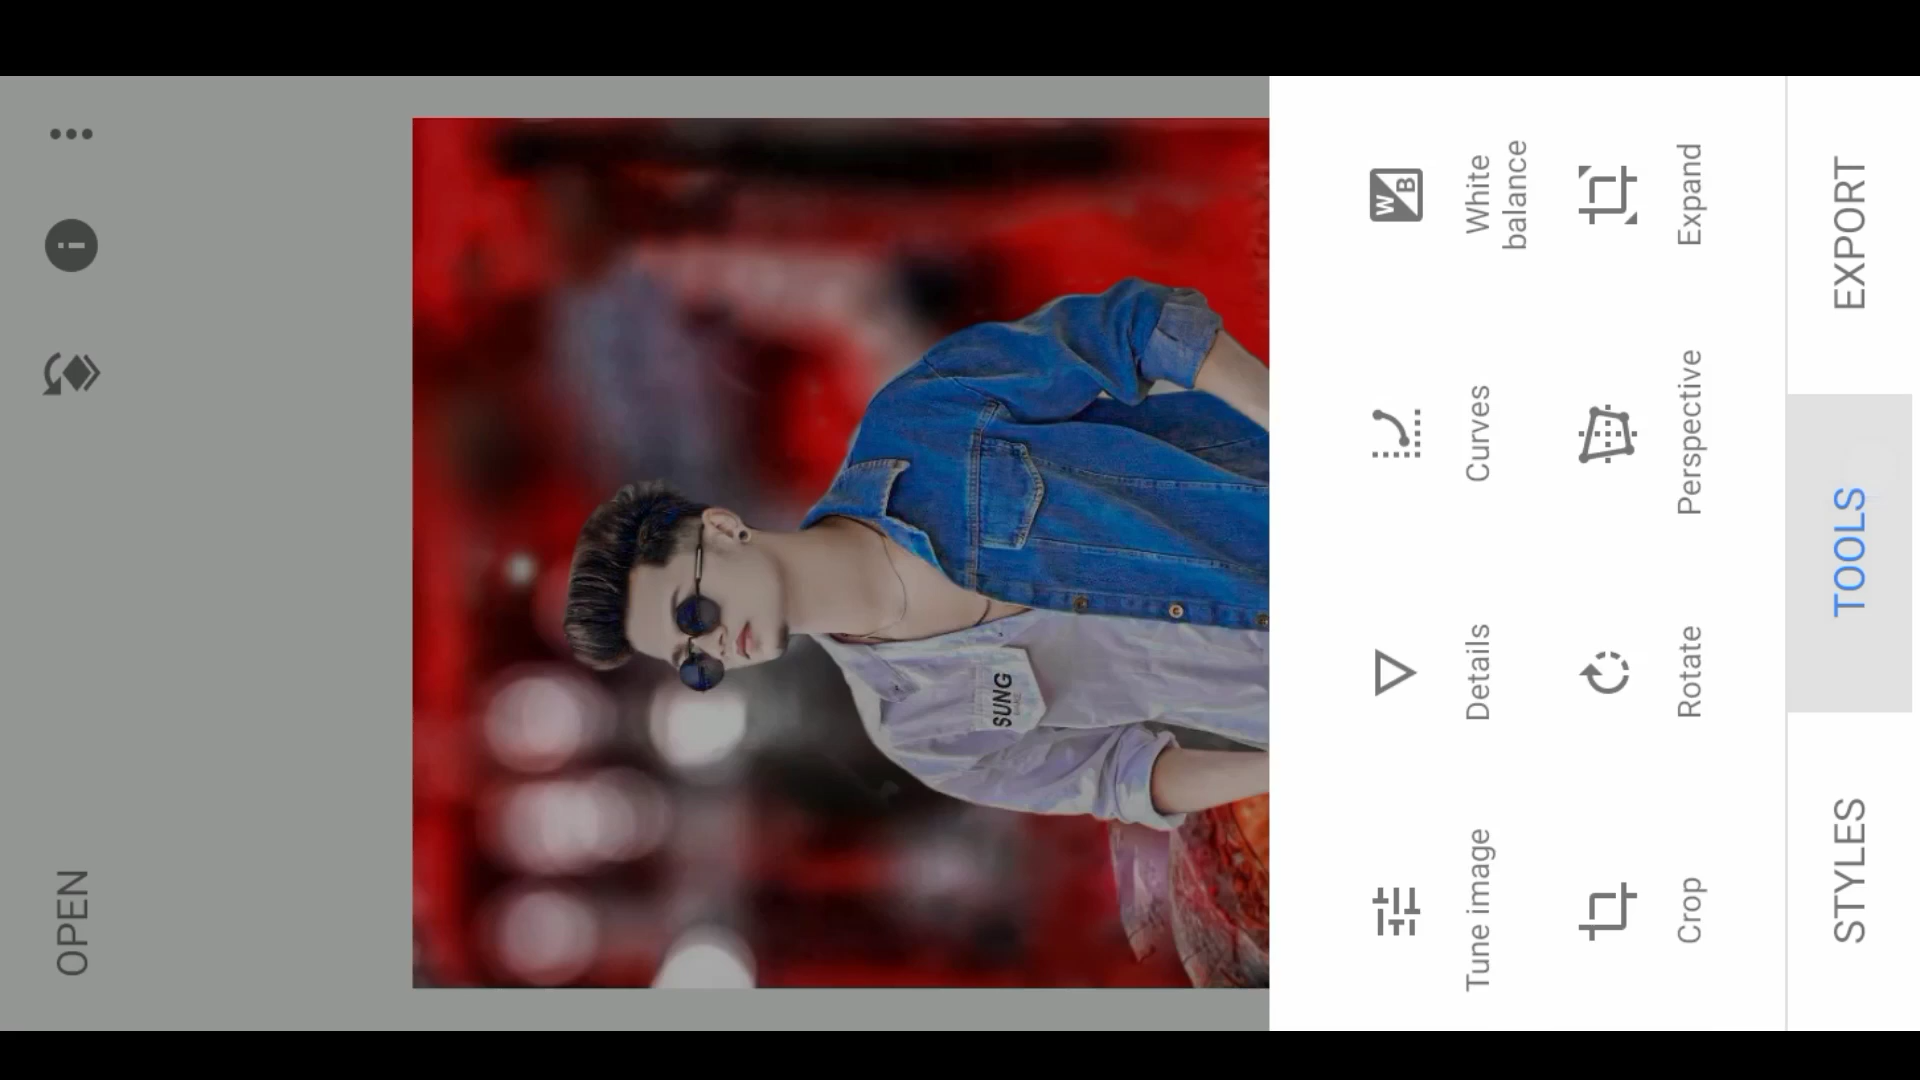 OPEN
SUNG
Tune image
Details
Curves
White
balance
Crop
Rotate
Perspective
Expand
STYLES
TOOLS
EXPORT